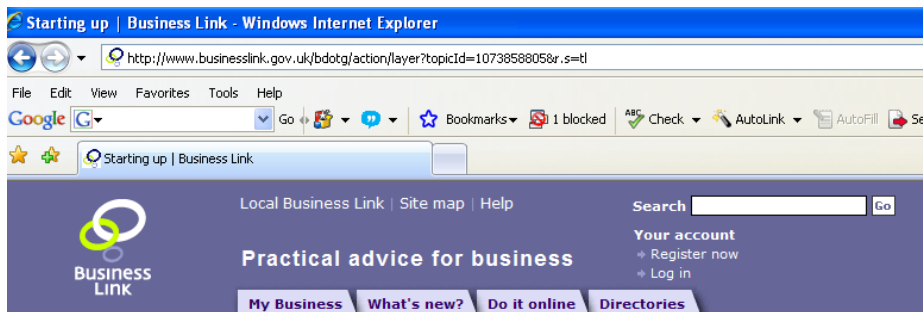 Starting up | Business Link - Windows Internet Explorer
http://www.businesslink.gov.uk/bdotg/action/layer?topicId=1073858805&r.s=tl
File Edit View Favorites Tools Help
Google G Go 1 blocked ABC Check AutoLink AutoFill Se
Bookmarks
Starting up | Business Link
Local Business Link | Site map | Help
Search Go
Your account
Register now
Log in
Business
Link
Practical advice for business
My Business What's new? Do it online Directories